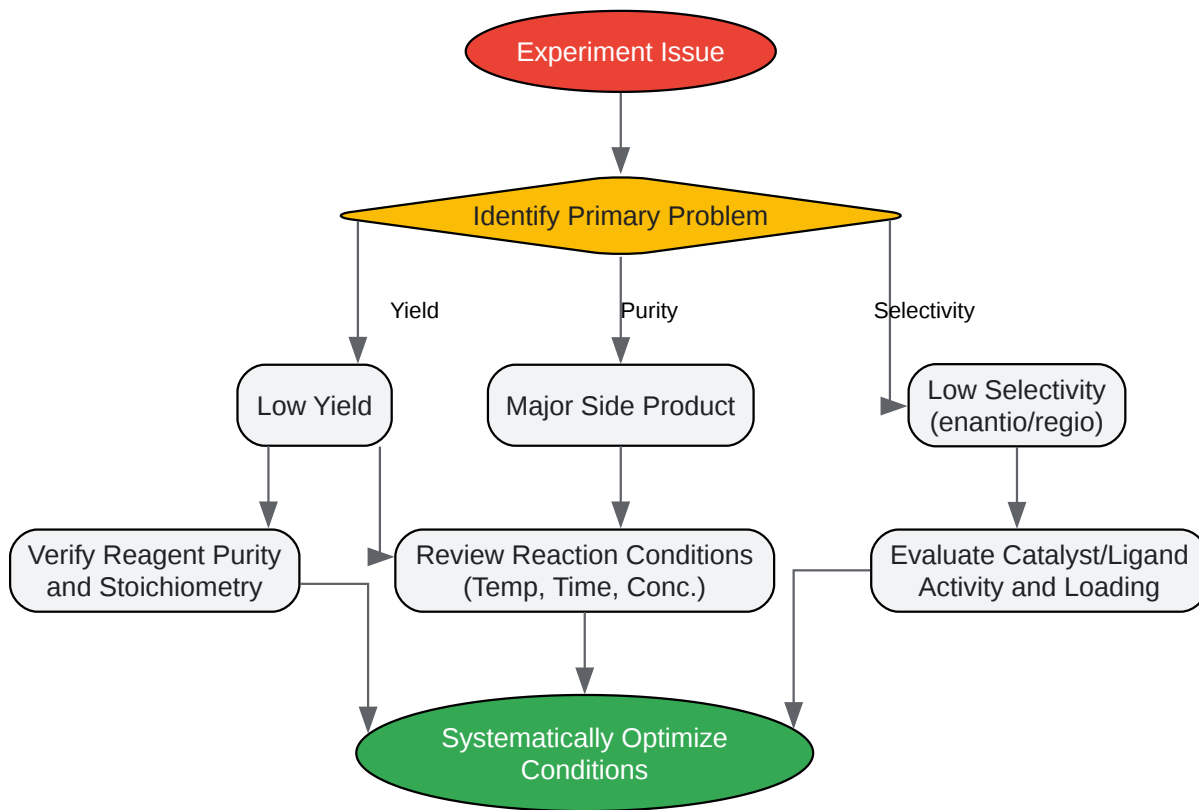 Experiment Issue
Identify Primary Problem
Yield
Purity
Selectivity
Low Yield
Major Side Product
Low Selectivity
(enantio/regio)
Verify Reagent Purity
and Stoichiometry
Review Reaction Conditions
(Temp, Time, Conc.)
Evaluate Catalyst/Ligand
Activity and Loading
Systematically Optimize
Conditions